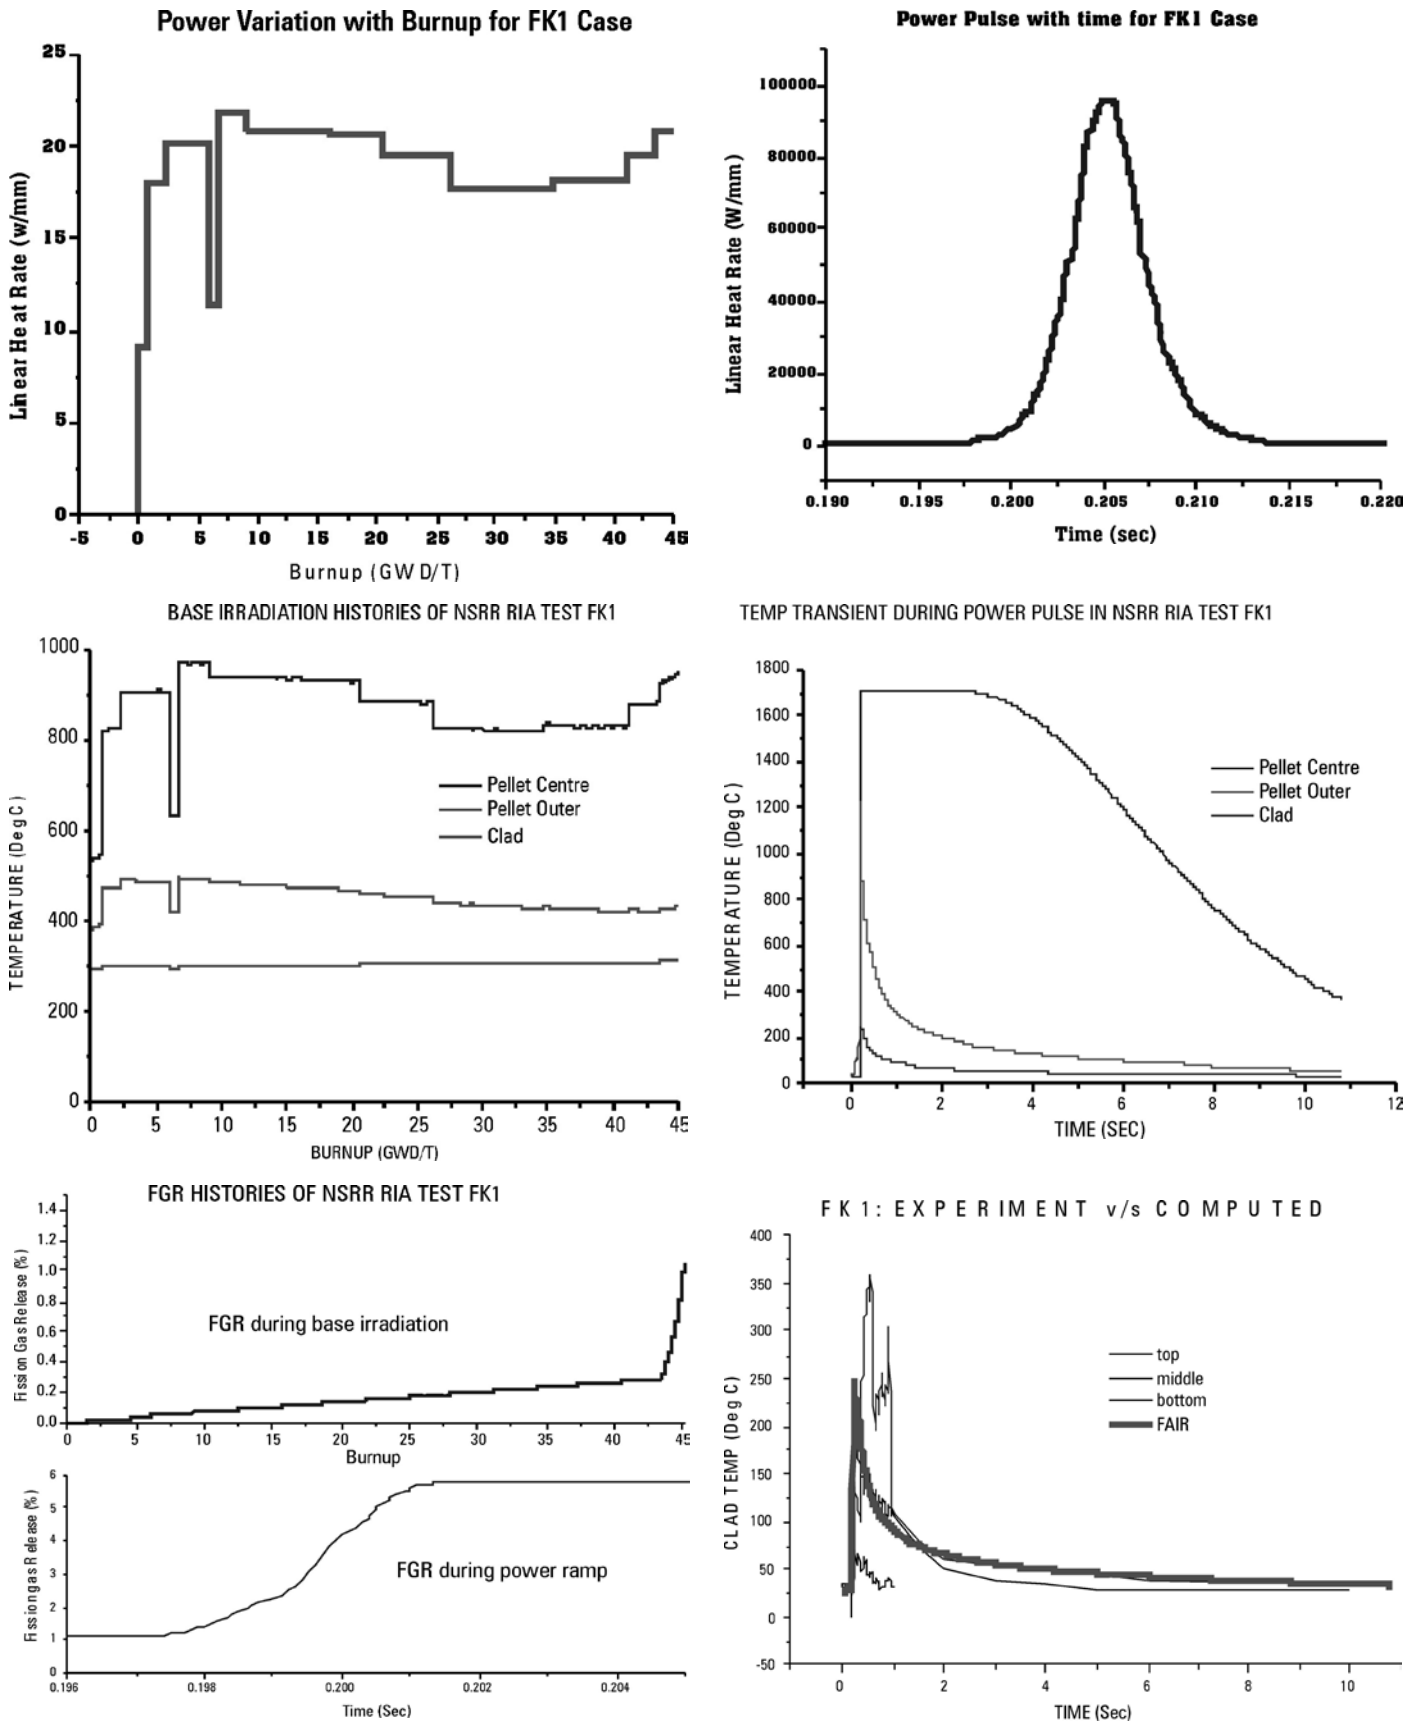 Power Variation with Burnup for FK1 Case
25
20
15
10
5
0
-5 0 5 10 15 20 25 30 35 40 45
Linear Heat Rate (w/mm)
Burnup (GWD/T)
Power Pulse with time for FK1 Case
100000
80000
60000
40000
20000
0
0.190 0.195 0.200 0.205 0.210 0.215 0.220
Linear Heat Rate (W/mm)
Time (sec)
BASE IRRADIATION HISTORIES OF NSRR RIA TEST FK1
1000
800
600
400
200
0
0 5 10 15 20 25 30 35 40 45
TEMPERATURE (Deg C)
BURNUP (GWD/T)
Pellet Centre
Pellet Outer
Clad
TEMP TRANSIENT DURING POWER PULSE IN NSRR RIA TEST FK1
1800
1600
1400
1200
1000
800
600
400
200
0
0 2 4 6 8 10 12
TEMPERATURE (Deg C)
TIME (SEC)
Pellet Centre
Pellet Outer
Clad
FGR HISTORIES OF NSRR RIA TEST FK1
1.4
1.2
1.0
0.8
0.6
0.4
0.2
0.0
0 5 10 15 20 25 30 35 40 45
Fission Gas Release (%)
Burnup
FGR during base irradiation
6
5
4
3
2
1
0
0.196 0.198 0.200 0.202 0.204
Fission gas Release (%)
Time (Sec)
FGR during power ramp
FK1: EXPERIMENT v/s COMPUTED
400
350
300
250
200
150
100
50
0
-50
0 2 4 6 8 10
CLAD TEMP (Deg C)
TIME (Sec)
top
middle
bottom
FAIR